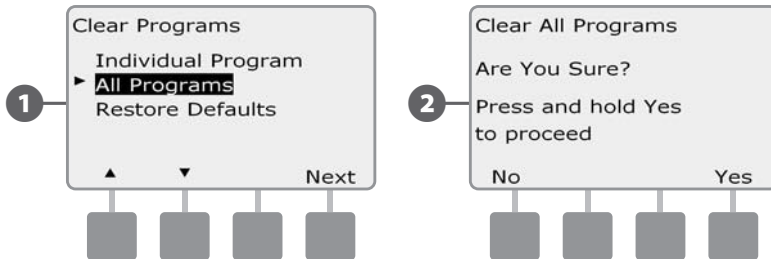 Clear Programs
Individual Program
► All Programs
Restore Defaults
▲ ▼ Next
1
Clear All Programs
Are You Sure?
Press and hold Yes
to proceed
No Yes
2